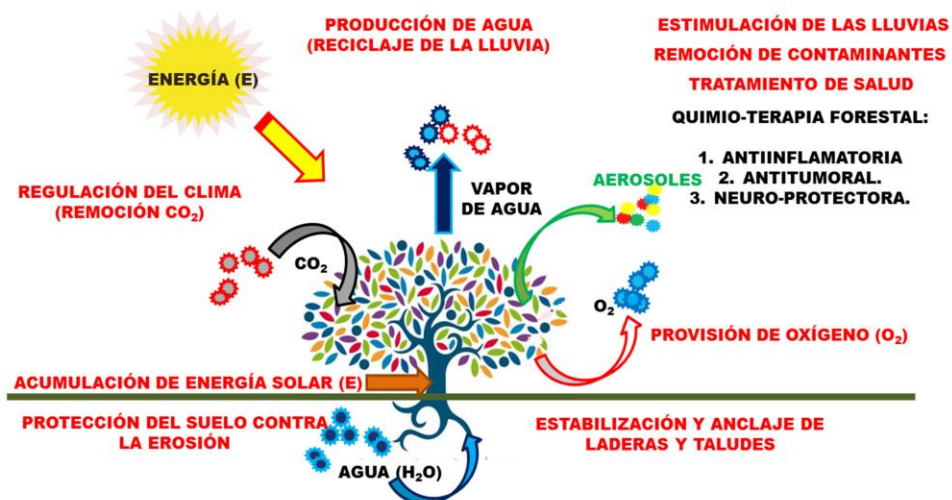 PRODUCCIÓN DE AGUA
(RECICLAJE DE LA LLUVIA)
ESTIMULACIÓN DE LAS LLUVIAS
REMOCIÓN DE CONTAMINANTES
TRATAMIENTO DE SALUD
QUIMIO-TERAPIA FORESTAL:
1. ANTIINFLAMATORIA
2. ANTITUMORAL.
3. NEURO-PROTECTORA.
ENERGÍA (E)
REGULACIÓN DEL CLIMA
(REMOCIÓN CO₂)
VAPOR
DE AGUA
AEROSOLES
CO₂
O₂
PROVISIÓN DE OXÍGENO (O₂)
ACUMULACIÓN DE ENERGÍA SOLAR (E)
PROTECCIÓN DEL SUELO CONTRA
LA EROSIÓN
AGUA (H₂O)
ESTABILIZACIÓN Y ANCLAJE DE
LADERAS Y TALUDES